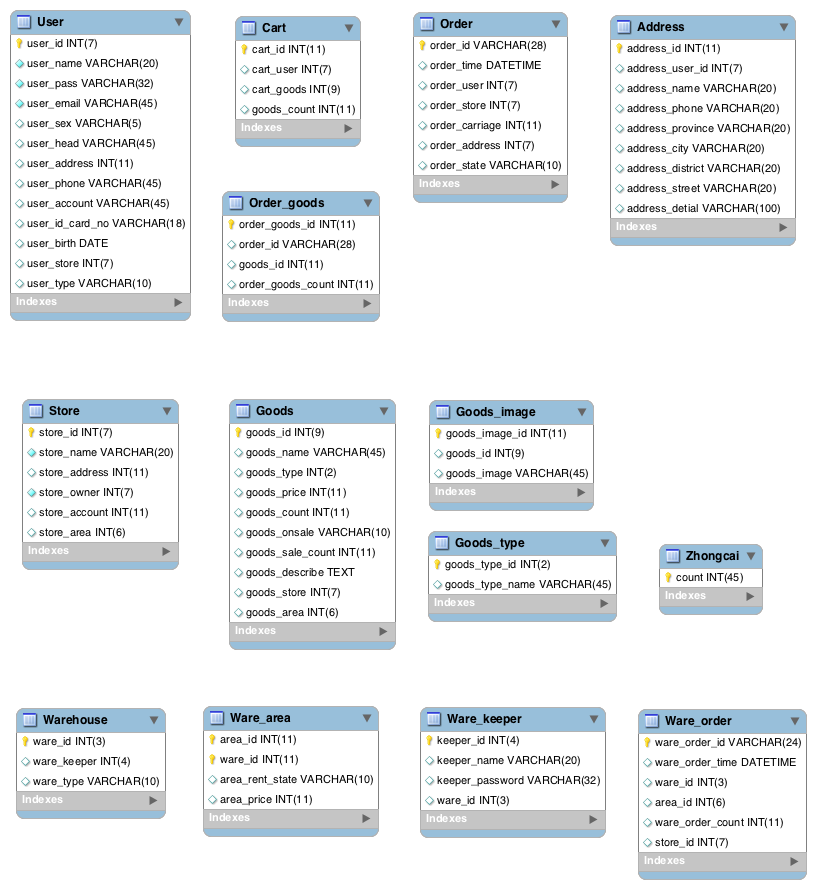 User
user_id INT(7)
user_name VARCHAR(20)
user_pass VARCHAR(32)
user_email VARCHAR(45)
user_sex VARCHAR(5)
user_head VARCHAR(45)
user_address INT(11)
user_phone VARCHAR(45)
user_account VARCHAR(45)
user_id_card_no VARCHAR(18)
user_birth DATE
user_store INT(7)
user_type VARCHAR(10)
Indexes
Cart
cart_id INT(11)
cart_user INT(7)
cart_goods INT(9)
goods_count INT(11)
Indexes
Order_goods
order_goods_id INT(11)
order_id VARCHAR(28)
goods_id INT(11)
order_goods_count INT(11)
Indexes
Order
order_id VARCHAR(28)
order_time DATETIME
order_user INT(7)
order_store INT(7)
order_carriage INT(11)
order_address INT(7)
order_state VARCHAR(10)
Indexes
Address
address_id INT(11)
address_user_id INT(7)
address_name VARCHAR(20)
address_phone VARCHAR(20)
address_province VARCHAR(20)
address_city VARCHAR(20)
address_district VARCHAR(20)
address_street VARCHAR(20)
address_detial VARCHAR(100)
Indexes
Store
store_id INT(7)
store_name VARCHAR(20)
store_address INT(11)
store_owner INT(7)
store_account INT(11)
store_area INT(6)
Indexes
Goods
goods_id INT(9)
goods_name VARCHAR(45)
goods_type INT(2)
goods_price INT(11)
goods_count INT(11)
goods_onsale VARCHAR(10)
goods_sale_count INT(11)
goods_describe TEXT
goods_store INT(7)
goods_area INT(6)
Indexes
Goods_image
goods_image_id INT(11)
goods_id INT(9)
goods_image VARCHAR(45)
Indexes
Goods_type
goods_type_id INT(2)
goods_type_name VARCHAR(45)
Indexes
Zhongcai
count INT(45)
Indexes
Warehouse
ware_id INT(3)
ware_keeper INT(4)
ware_type VARCHAR(10)
Indexes
Ware_area
area_id INT(11)
ware_id INT(11)
area_rent_state VARCHAR(10)
area_price INT(11)
Indexes
Ware_keeper
keeper_id INT(4)
keeper_name VARCHAR(20)
keeper_password VARCHAR(32)
ware_id INT(3)
Indexes
Ware_order
ware_order_id VARCHAR(24)
ware_order_time DATETIME
ware_id INT(3)
area_id INT(6)
ware_order_count INT(11)
store_id INT(7)
Indexes